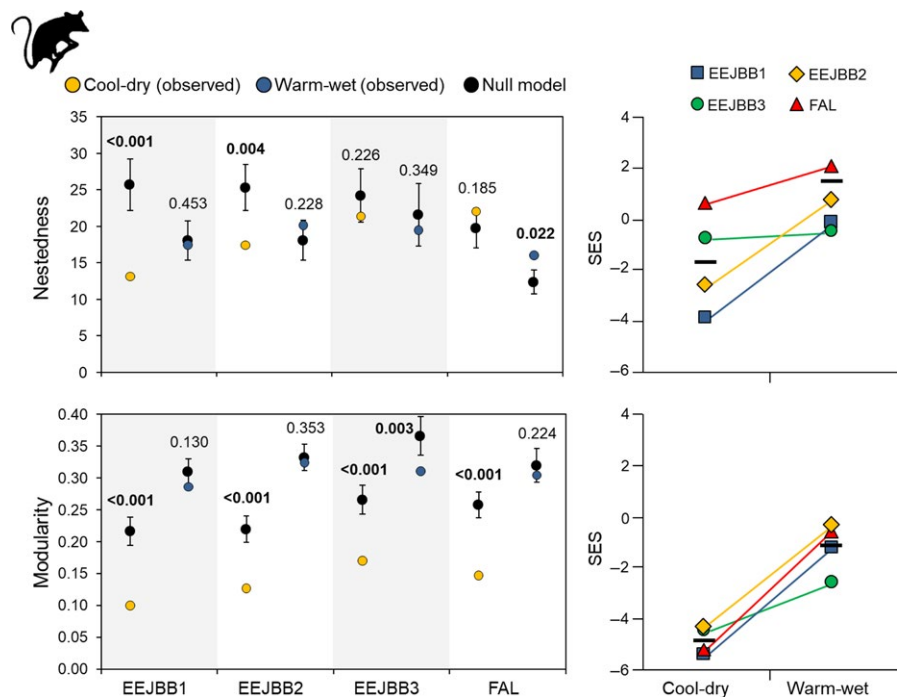 Cool-dry (observed) Warm-wet (observed) Null model
EEJBB1 EEJBB2
EEJBB3 FAL
Nestedness
30
25
20
15
10
5
0
<0.001 0.453 0.004 0.228 0.226 0.349 0.185 0.022
SES
4
2
0
–2
–4
–6
Modularity
0.40
0.35
0.30
0.25
0.20
0.15
0.10
0.05
0.00
<0.001 0.130 <0.001 0.353 <0.001 0.003 <0.001 0.224
EEJBB1 EEJBB2 EEJBB3 FAL
SES
4
2
0
–2
–4
–6
Cool-dry Warm-wet